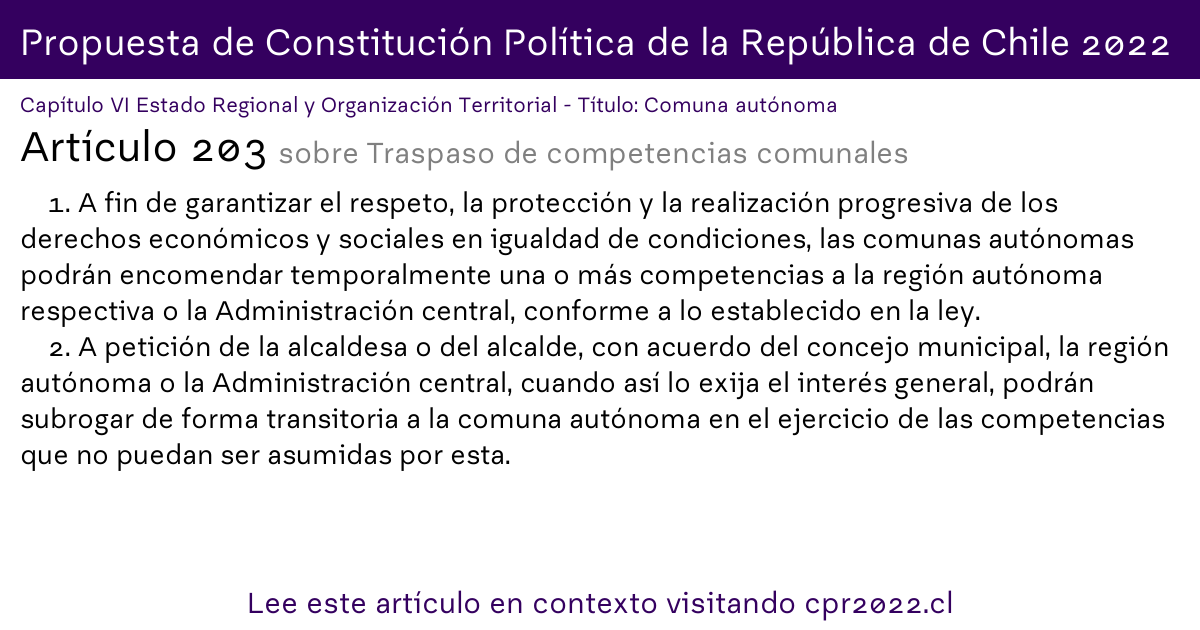 Propuesta de Constitución Política de la República de Chile 2022
Capítulo VI Estado Regional y Organización Territorial - Título: Comuna autónoma
Artículo 203 sobre Traspaso de competencias comunales
1. A fin de garantizar el respeto, la protección y la realización progresiva de los
derechos económicos y sociales en igualdad de condiciones, las comunas autónomas
podrán encomendar temporalmente una o más competencias a la región autónoma
respectiva o la Administración central, conforme a lo establecido en la ley.
2. A petición de la alcaldesa o del alcalde, con acuerdo del concejo municipal, la región
autónoma o la Administración central, cuando así lo exija el interés general, podrán
subrogar de forma transitoria a la comuna autónoma en el ejercicio de las competencias
que no puedan ser asumidas por esta.
Lee este artículo en contexto visitando cpr2022.cl